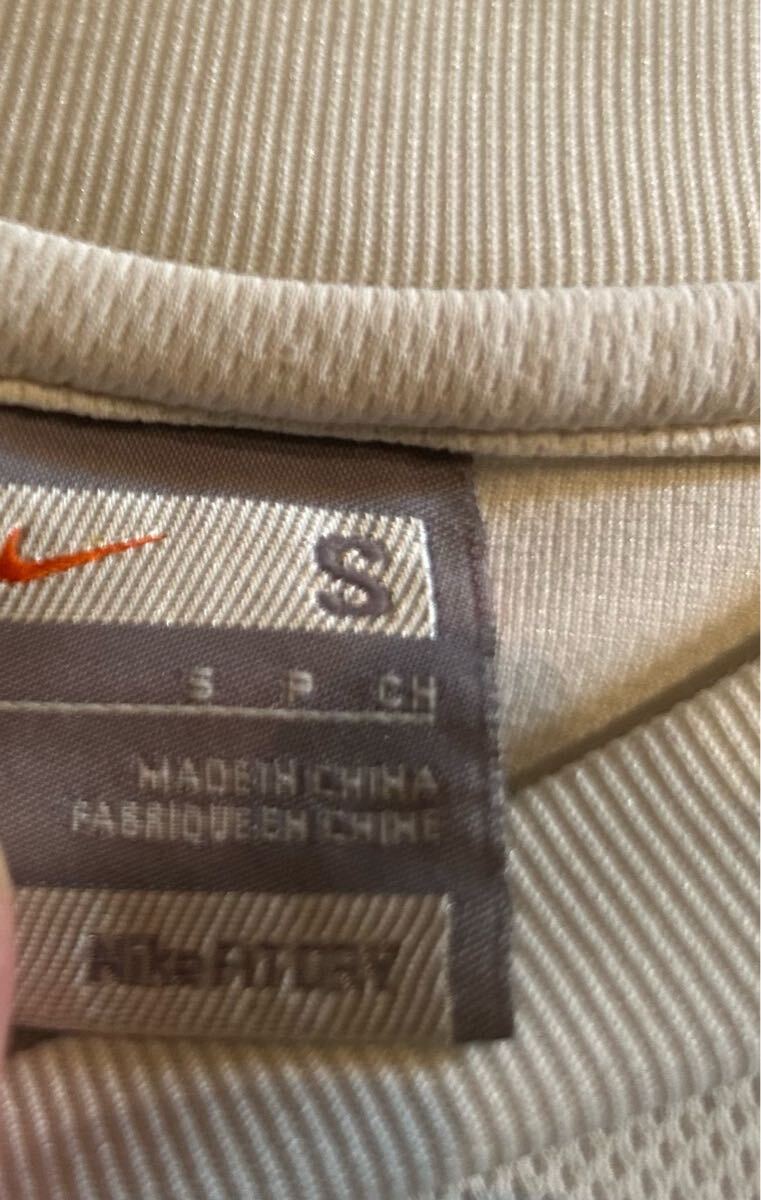 S
S P CH
MADE IN CHINA
FABRIQUE EN CHINE
Nike FIT DRY